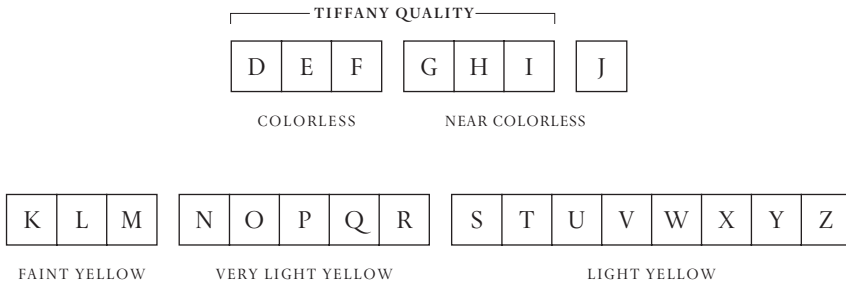 TIFFANY QUALITY
D E F G H I J
COLORLESS NEAR COLORLESS
K L M N O P Q R S T U V W X Y Z
FAINT YELLOW VERY LIGHT YELLOW LIGHT YELLOW